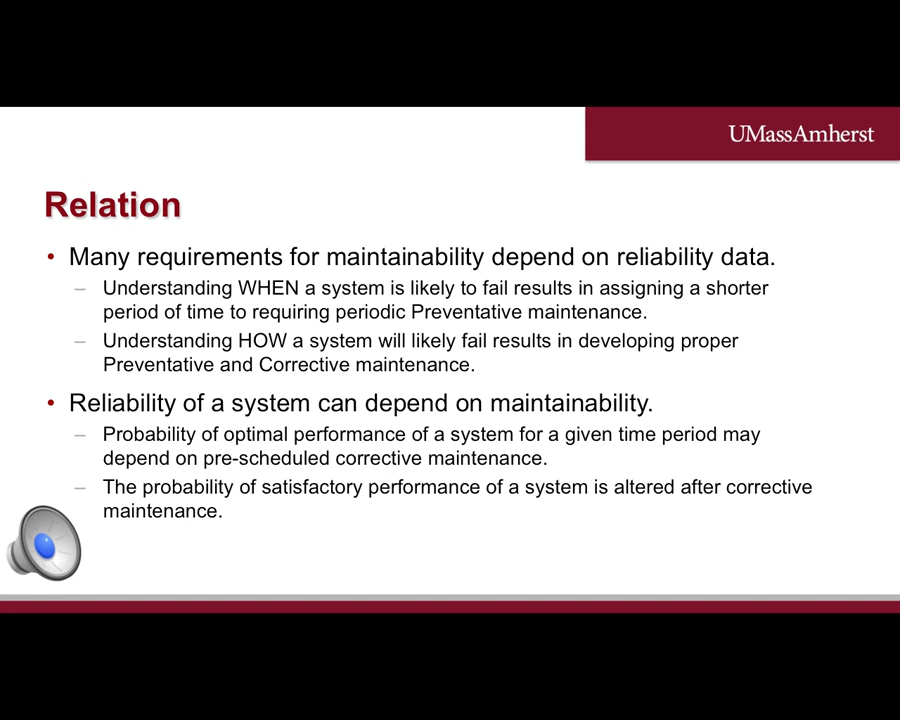 UMassAmherst
Relation
• Many requirements for maintainability depend on reliability data.
– Understanding WHEN a system is likely to fail results in assigning a shorter
period of time to requiring periodic Preventative maintenance.
– Understanding HOW a system will likely fail results in developing proper
Preventative and Corrective maintenance.
• Reliability of a system can depend on maintainability.
– Probability of optimal performance of a system for a given time period may
depend on pre-scheduled corrective maintenance.
– The probability of satisfactory performance of a system is altered after corrective
maintenance.